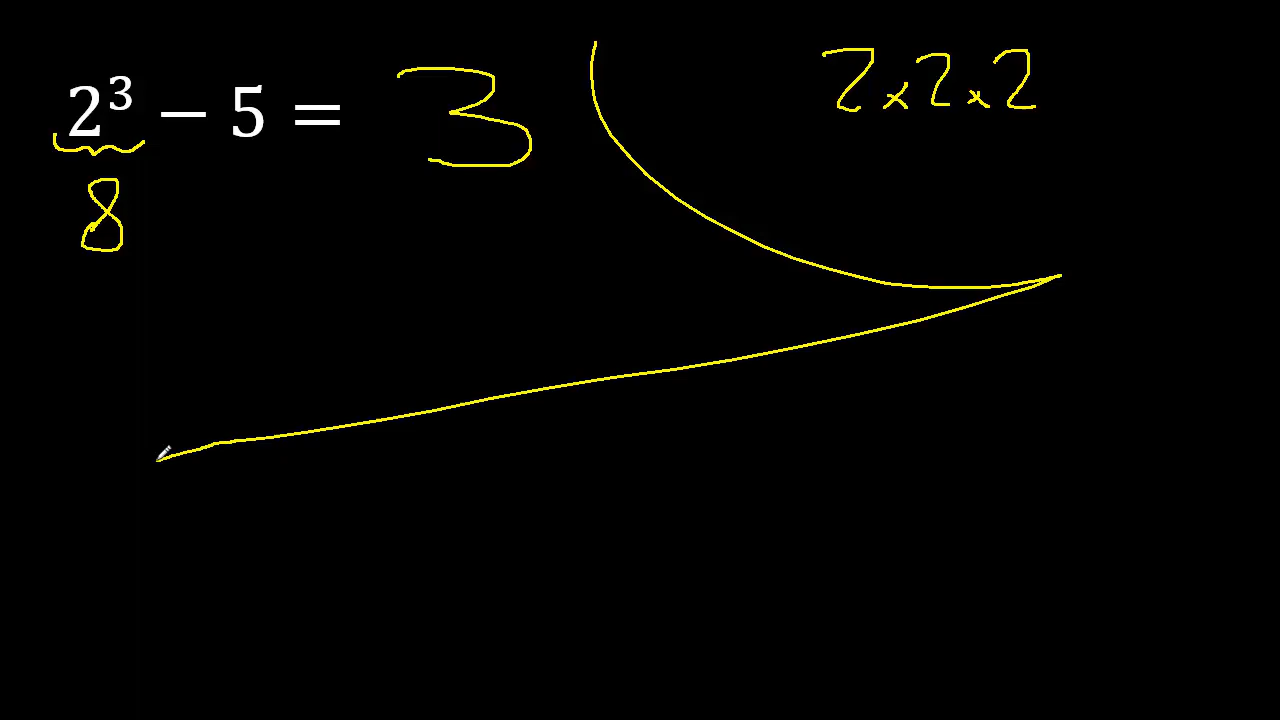 2³ − 5 = 3
2 × 2 × 2
8